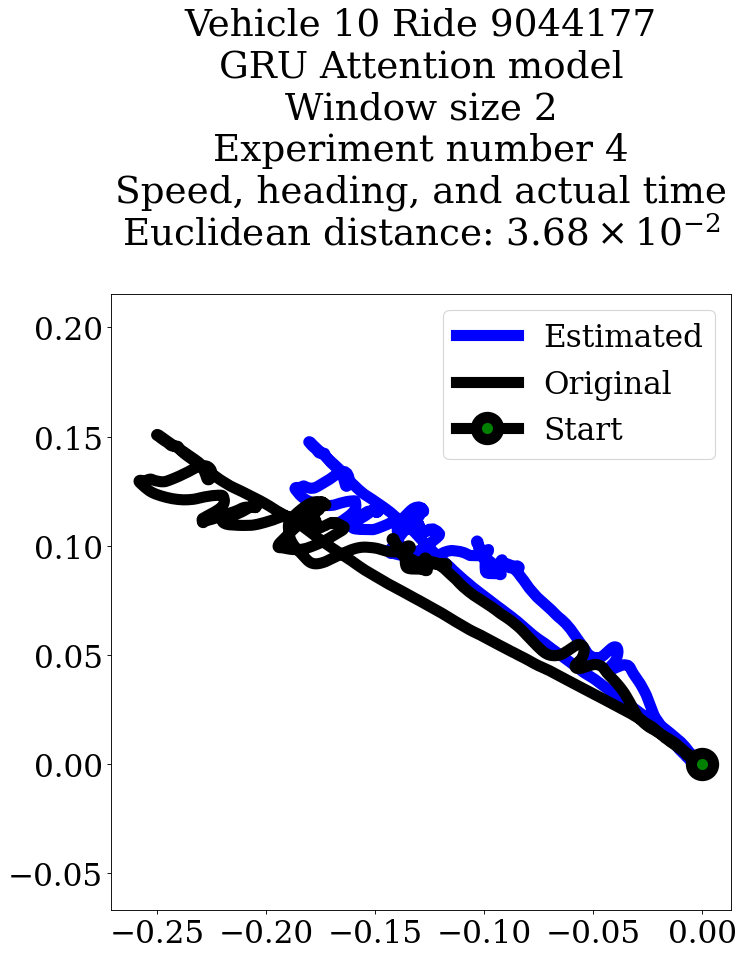 Vehicle 10 Ride 9044177
GRU Attention model
Window size 2
Experiment number 4
Speed, heading, and actual time
Euclidean distance: 3.68 × 10⁻²
0.20
0.15
0.10
0.05
0.00
−0.05
Estimated
Original
Start
−0.25 −0.20 −0.15 −0.10 −0.05 0.00